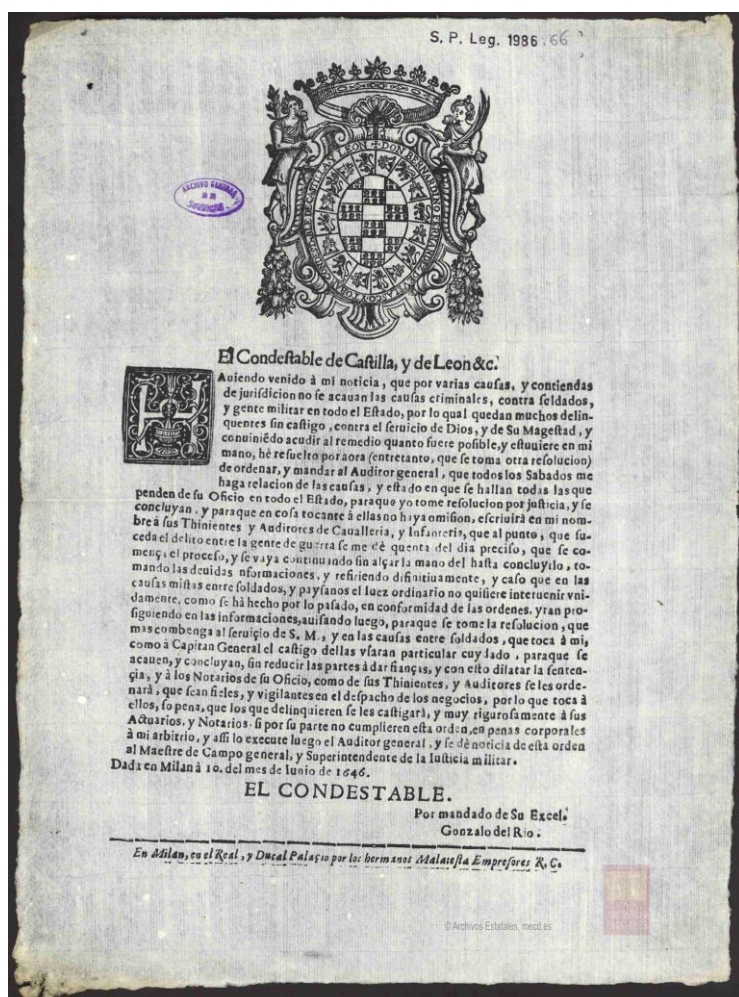 S. P. Leg. 1986. 66
ARCHIVO GENERAL
DE
SIMANCAS
El Condestable de Castilla, y de Leon &c.
HAuiendo venido à mi noticia, que por varias causas, y contiendas
de jurisdicion no se acauan las causas criminales, contra soldados,
y gente militar en todo el Estado, por lo qual quedan muchos delin-
quentes sin castigo, contra el seruicio de Dios, y de Su Magestad, y
conuiniēdo acudir al remedio quanto fuere posible, y estuuiere en mi
mano, hè resuelto por aora (entretanto, que se toma otra resolucion)
de ordenar, y mandar al Auditor general, que todos los Sabados me
haga relacion de las causas, y estado en que se hallan todas las que
penden de su Oficio en todo el Estado, paraque yo tome resolucion por justicia, y se
concluyan, y paraque en cosa tocante à ellas no haya omision, escriuirà en mi nom-
bre à sus Thinientes y Auditores de Cauallería, y Infanteria, que al punto, que su-
ceda el delito entre la gente de guerra se me dè quenta del dia preciso, que se co-
mençò el proceso, y se vaya continuando sin alçar la mano del hasta concluyrlo, to-
mando las deuidas nformaciones, y refiriendo difinitiuamente, y caso que en las
causas mistas entre soldados, y paysanos el Iuez ordinario no quisiere interuenir vni-
damente, como se hà hecho por lo pasado, en conformidad de las ordenes, yran pro-
siguiendo en las informaciones, auisando luego, paraque se tome la resolucion, que
mas combenga al seruiçio de S. M., y en las causas entre soldados, que toca à mi,
como à Capitan General el castigo dellas vsaran particular cuydado, paraque se
acauen, y concluyan, sin reducir las partes à dar fianças, y con esto dilatar la senten-
çia, y à los Notarios de su Oficio, como de sus Thinientes, y Auditores se les orde-
narà, que sean fieles, y vigilantes en el despacho de los negocios, por lo que toca à
ellos, so pena, que los que delinquieren se les castigarà, y muy rigurosamente à sus
Actuarios, y Notarios, si por su parte no cumplieren esta orden, en penas corporales
à mi arbitrio, y assi lo execute luego el Auditor general, y se dè noticia de esta orden
al Maestre de Campo general, y Superintendente de la Iusticia militar.
Dada en Milan à 10. del mes de Iunio de 1646.
EL CONDESTABLE.
Por mandado de Su Excel.
Gonzalo del Rio.
En Milan, en el Real, y Ducal Palaçio por los hermanos Malatesta Empresores R. C.
© Archivos Estatales, mecd.es